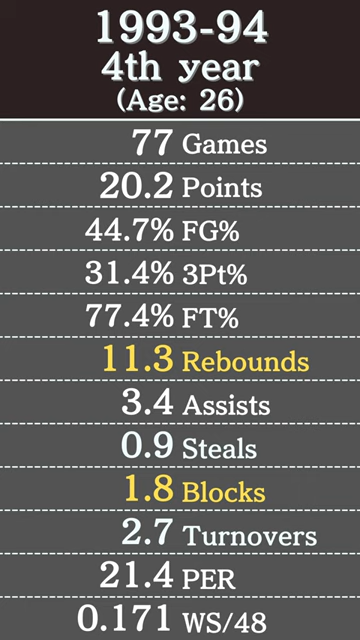 1993-94
4th year
(Age: 26)
77 Games
20.2 Points
44.7% FG%
31.4% 3Pt%
77.4% FT%
11.3 Rebounds
3.4 Assists
0.9 Steals
1.8 Blocks
2.7 Turnovers
21.4 PER
0.171 WS/48